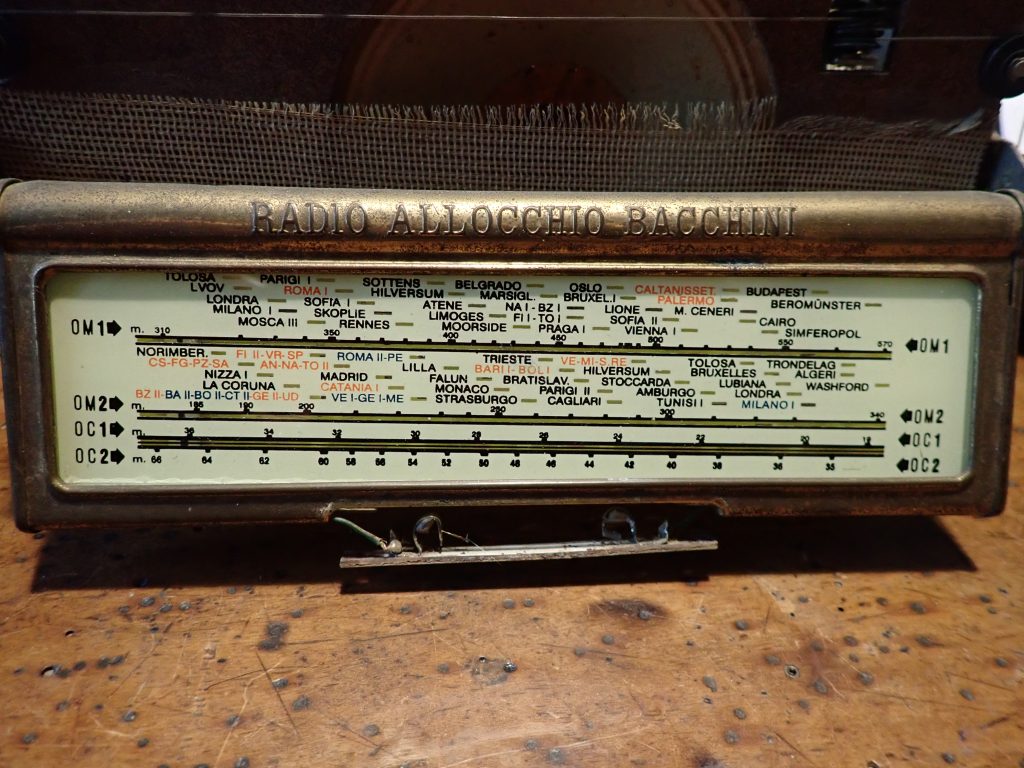 RADIO ALLOCCHIO BACCHINI
TOLOSA PARIGI I SOTTENS BELGRADO OSLO CALTANISSET. BUDAPEST
LVOV ROMA I HILVERSUM MARSIGL. BRUXEL.I PALERMO BEROMÜNSTER
LONDRA SOFIA I ATENE NA I-BZ I LIONE M. CENERI
MILANO I SKOPLIE LIMOGES FI I-TO I SOFIA II CAIRO
MOSCA III RENNES MOORSIDE PRAGA I VIENNA I SIMFEROPOL
OM1 m. 310 350 400 450 500 550 570 OM1
NORIMBER. FI II-VR-SP ROMA II-PE TRIESTE VE-MI-S.RE TOLOSA TRONDELAG
CS-FG-PZ-SA AN-NA-TO II LILLA BARI I-BOL I HILVERSUM BRUXELLES ALGERI
NIZZA I MADRID FALUN BRATISLAV. STOCCARDA LUBIANA WASHFORD
LA CORUNA CATANIA I MONACO PARIGI II AMBURGO LONDRA
BZ II-BA II-BO II-CT II-GE II-UD VE I-GE I-ME STRASBURGO CAGLIARI TUNISI I MILANO I
OM2 m. 185 190 200 250 300 340 OM2
OC1 36 34 32 30 28 26 24 22 20 19 OC1
OC2 m. 66 64 62 60 58 56 54 52 50 48 46 44 42 40 38 36 35 OC2